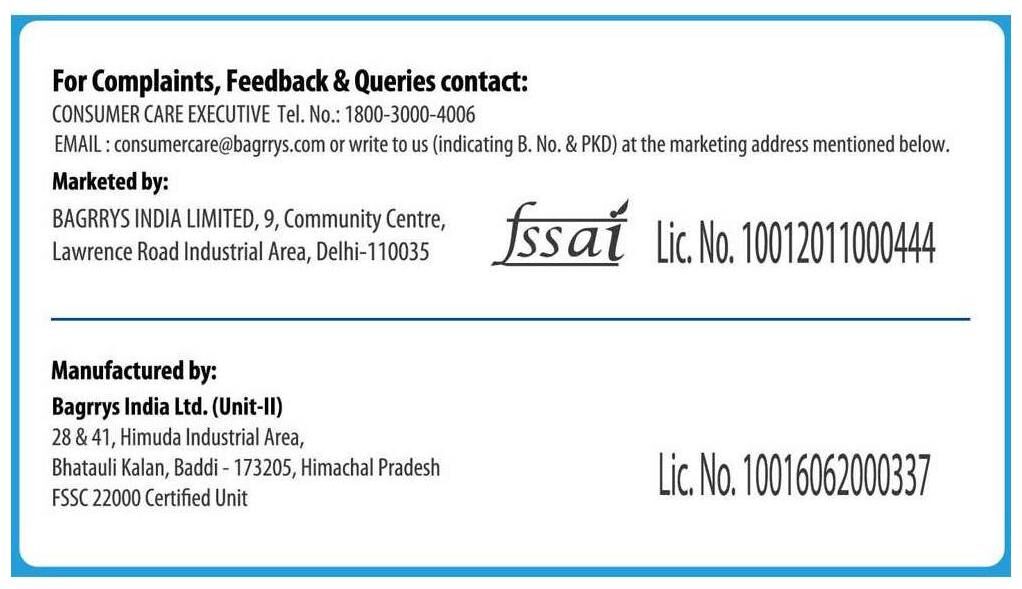 For Complaints, Feedback & Queries contact:
CONSUMER CARE EXECUTIVE Tel. No.: 1800-3000-4006
EMAIL : consumercare@bagrrys.com or write to us (indicating B. No. & PKD) at the marketing address mentioned below.
Marketed by:
BAGRRYS INDIA LIMITED, 9, Community Centre,
Lawrence Road Industrial Area, Delhi-110035
fssai Lic. No. 10012011000444
Manufactured by:
Bagrrys India Ltd. (Unit-II)
28 & 41, Himuda Industrial Area,
Bhatauli Kalan, Baddi - 173205, Himachal Pradesh
FSSC 22000 Certified Unit
Lic. No. 10016062000337